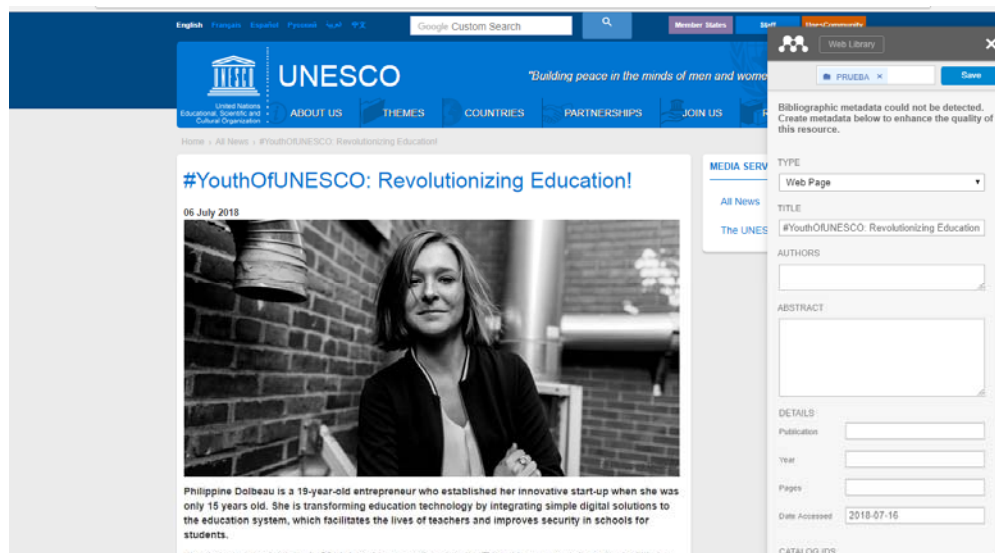 English Français Español Русский العربية 中文
Google Custom Search
Member States
Staff
United Nations
Educational, Scientific and
Cultural Organization
UNESCO
"Building peace in the minds of men and wome
ABOUT US THEMES COUNTRIES PARTNERSHIPS JOIN US
Home › All News › #YouthOfUNESCO: Revolutionizing Education!
#YouthOfUNESCO: Revolutionizing Education!
06 July 2018
Philippine Dolbeau is a 19-year-old entrepreneur who established her innovative start-up when she was
only 15 years old. She is transforming education technology by integrating simple digital solutions to
the education system, which facilitates the lives of teachers and improves security in schools for
students.
MEDIA SERV
All News
The UNES
Web Library
PRUEBA ×
Save
Bibliographic metadata could not be detected.
Create metadata below to enhance the quality of
this resource.
TYPE
Web Page
TITLE
#YouthOfUNESCO: Revolutionizing Education
AUTHORS
ABSTRACT
DETAILS
Publication
Year
Pages
Date Accessed 2018-07-16
CATALOG IDS